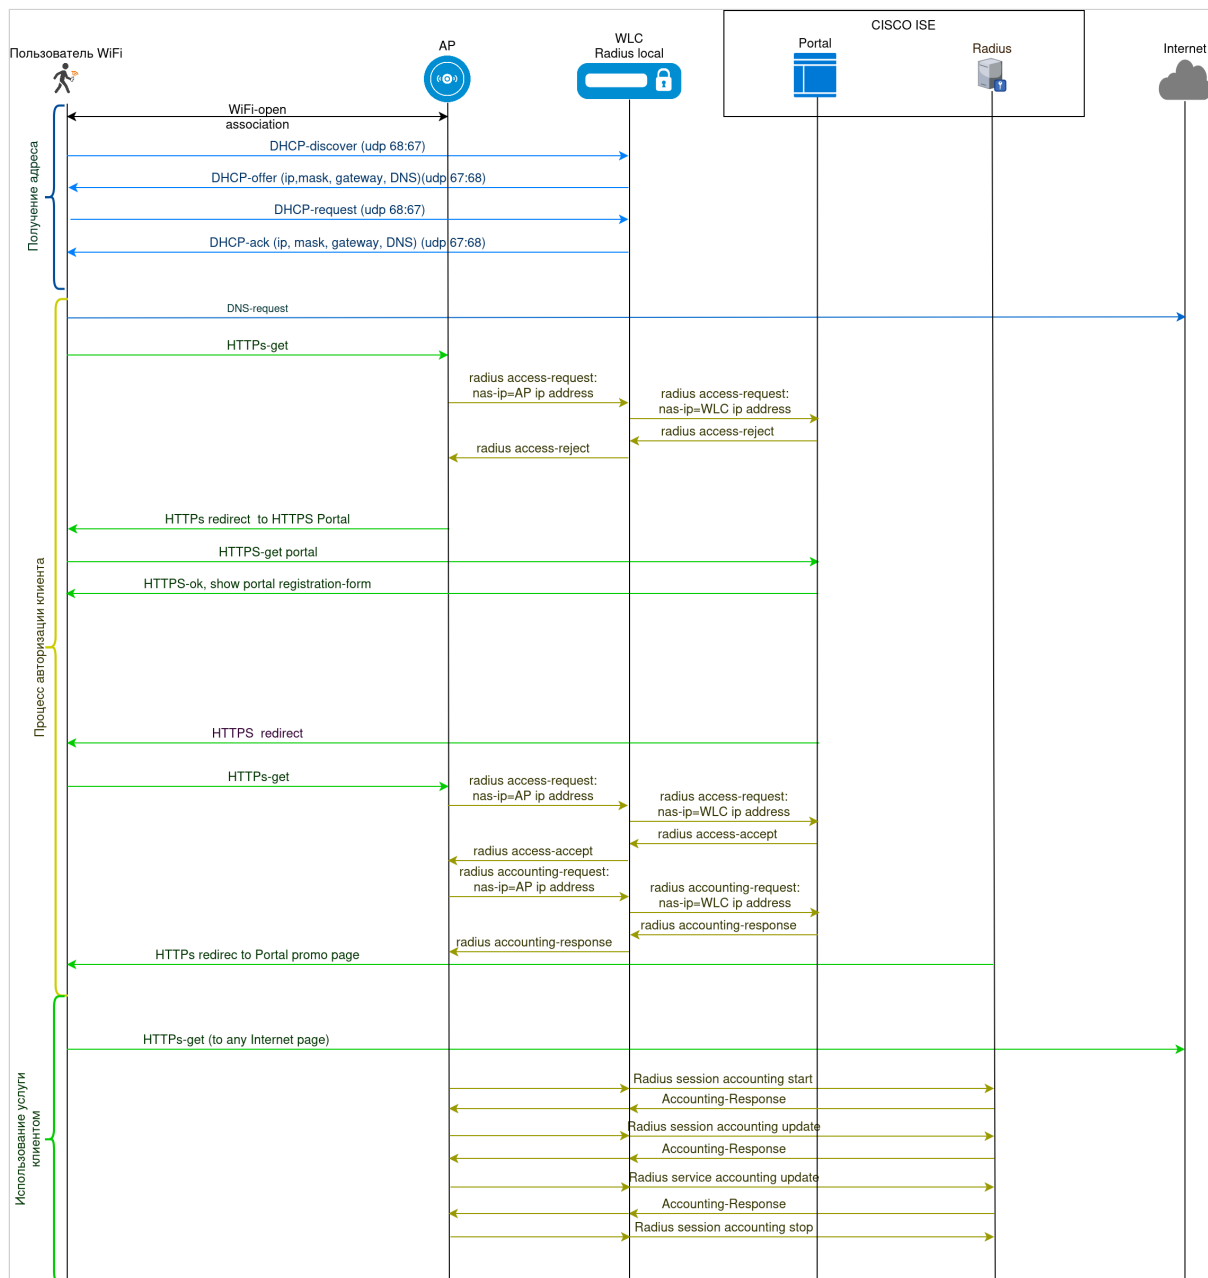 CISCO ISE
Пользователь WiFi
AP
WLC
Radius local
Portal
Radius
Internet
WiFi-open
association
Получение адреса
DHCP-discover (udp 68:67)
DHCP-offer (ip,mask, gateway, DNS)(udp 67:68)
DHCP-request (udp 68:67)
DHCP-ack (ip, mask, gateway, DNS) (udp 67:68)
Процесс авторизации клиента
DNS-request
HTTPs-get
radius access-request:
nas-ip=AP ip address
radius access-request:
nas-ip=WLC ip address
radius access-reject
radius access-reject
HTTPs redirect  to HTTPS Portal
HTTPS-get portal
HTTPS-ok, show portal registration-form
HTTPS  redirect
HTTPs-get
radius access-request:
nas-ip=AP ip address
radius access-request:
nas-ip=WLC ip address
radius access-accept
radius access-accept
radius accounting-request:
nas-ip=AP ip address
radius accounting-request:
nas-ip=WLC ip address
radius accounting-response
radius accounting-response
HTTPs redirec to Portal promo page
Использование услуги
клиентом
HTTPs-get (to any Internet page)
Radius session accounting start
Accounting-Response
Radius session accounting update
Accounting-Response
Radius service accounting update
Accounting-Response
Radius session accounting stop